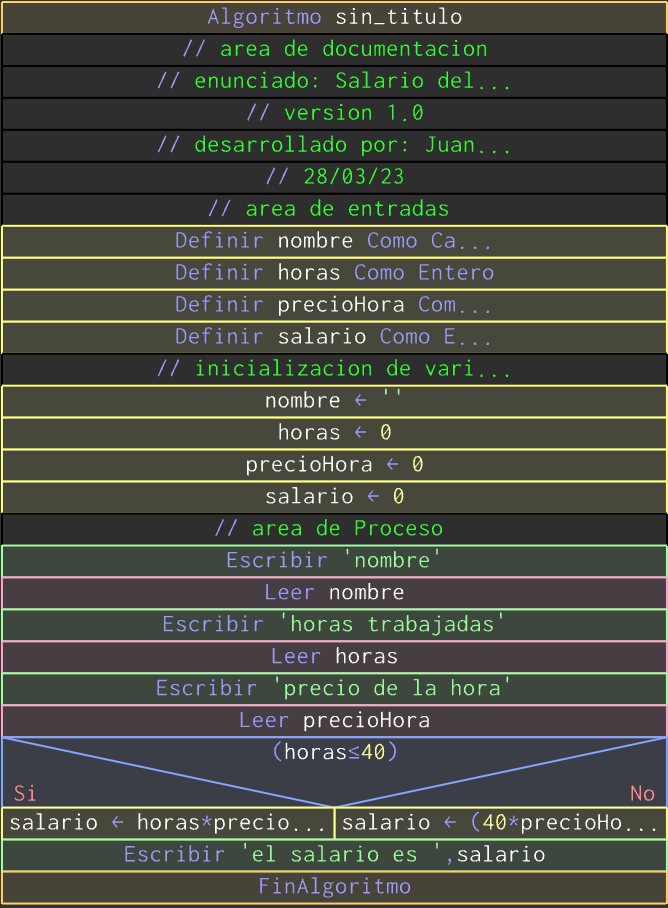 Algoritmo sin_titulo
// area de documentacion
// enunciado: Salario del...
// version 1.0
// desarrollado por: Juan...
// 28/03/23
// area de entradas
Definir nombre Como Ca...
Definir horas Como Entero
Definir precioHora Com...
Definir salario Como E...
// inicializacion de vari...
nombre ← ''
horas ← 0
precioHora ← 0
salario ← 0
// area de Proceso
Escribir 'nombre'
Leer nombre
Escribir 'horas trabajadas'
Leer horas
Escribir 'precio de la hora'
Leer precioHora
(horas≤40)
Si No
salario ← horas*precio... salario ← (40*precioHo...
Escribir 'el salario es ',salario
FinAlgoritmo